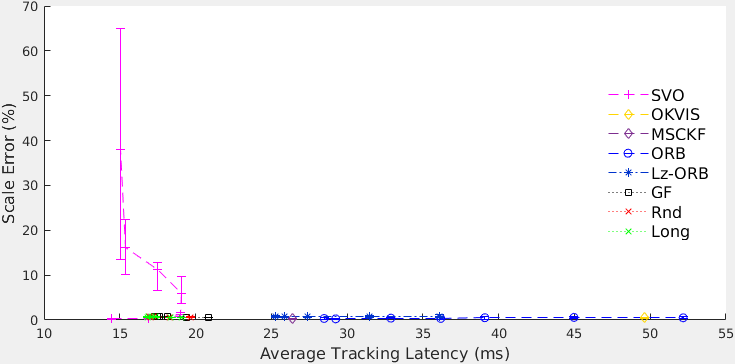 70
60
50
40
30
20
10
0
Scale Error (%)
10 15 20 25 30 35 40 45 50 55
Average Tracking Latency (ms)
SVO
OKVIS
MSCKF
ORB
Lz-ORB
GF
Rnd
Long